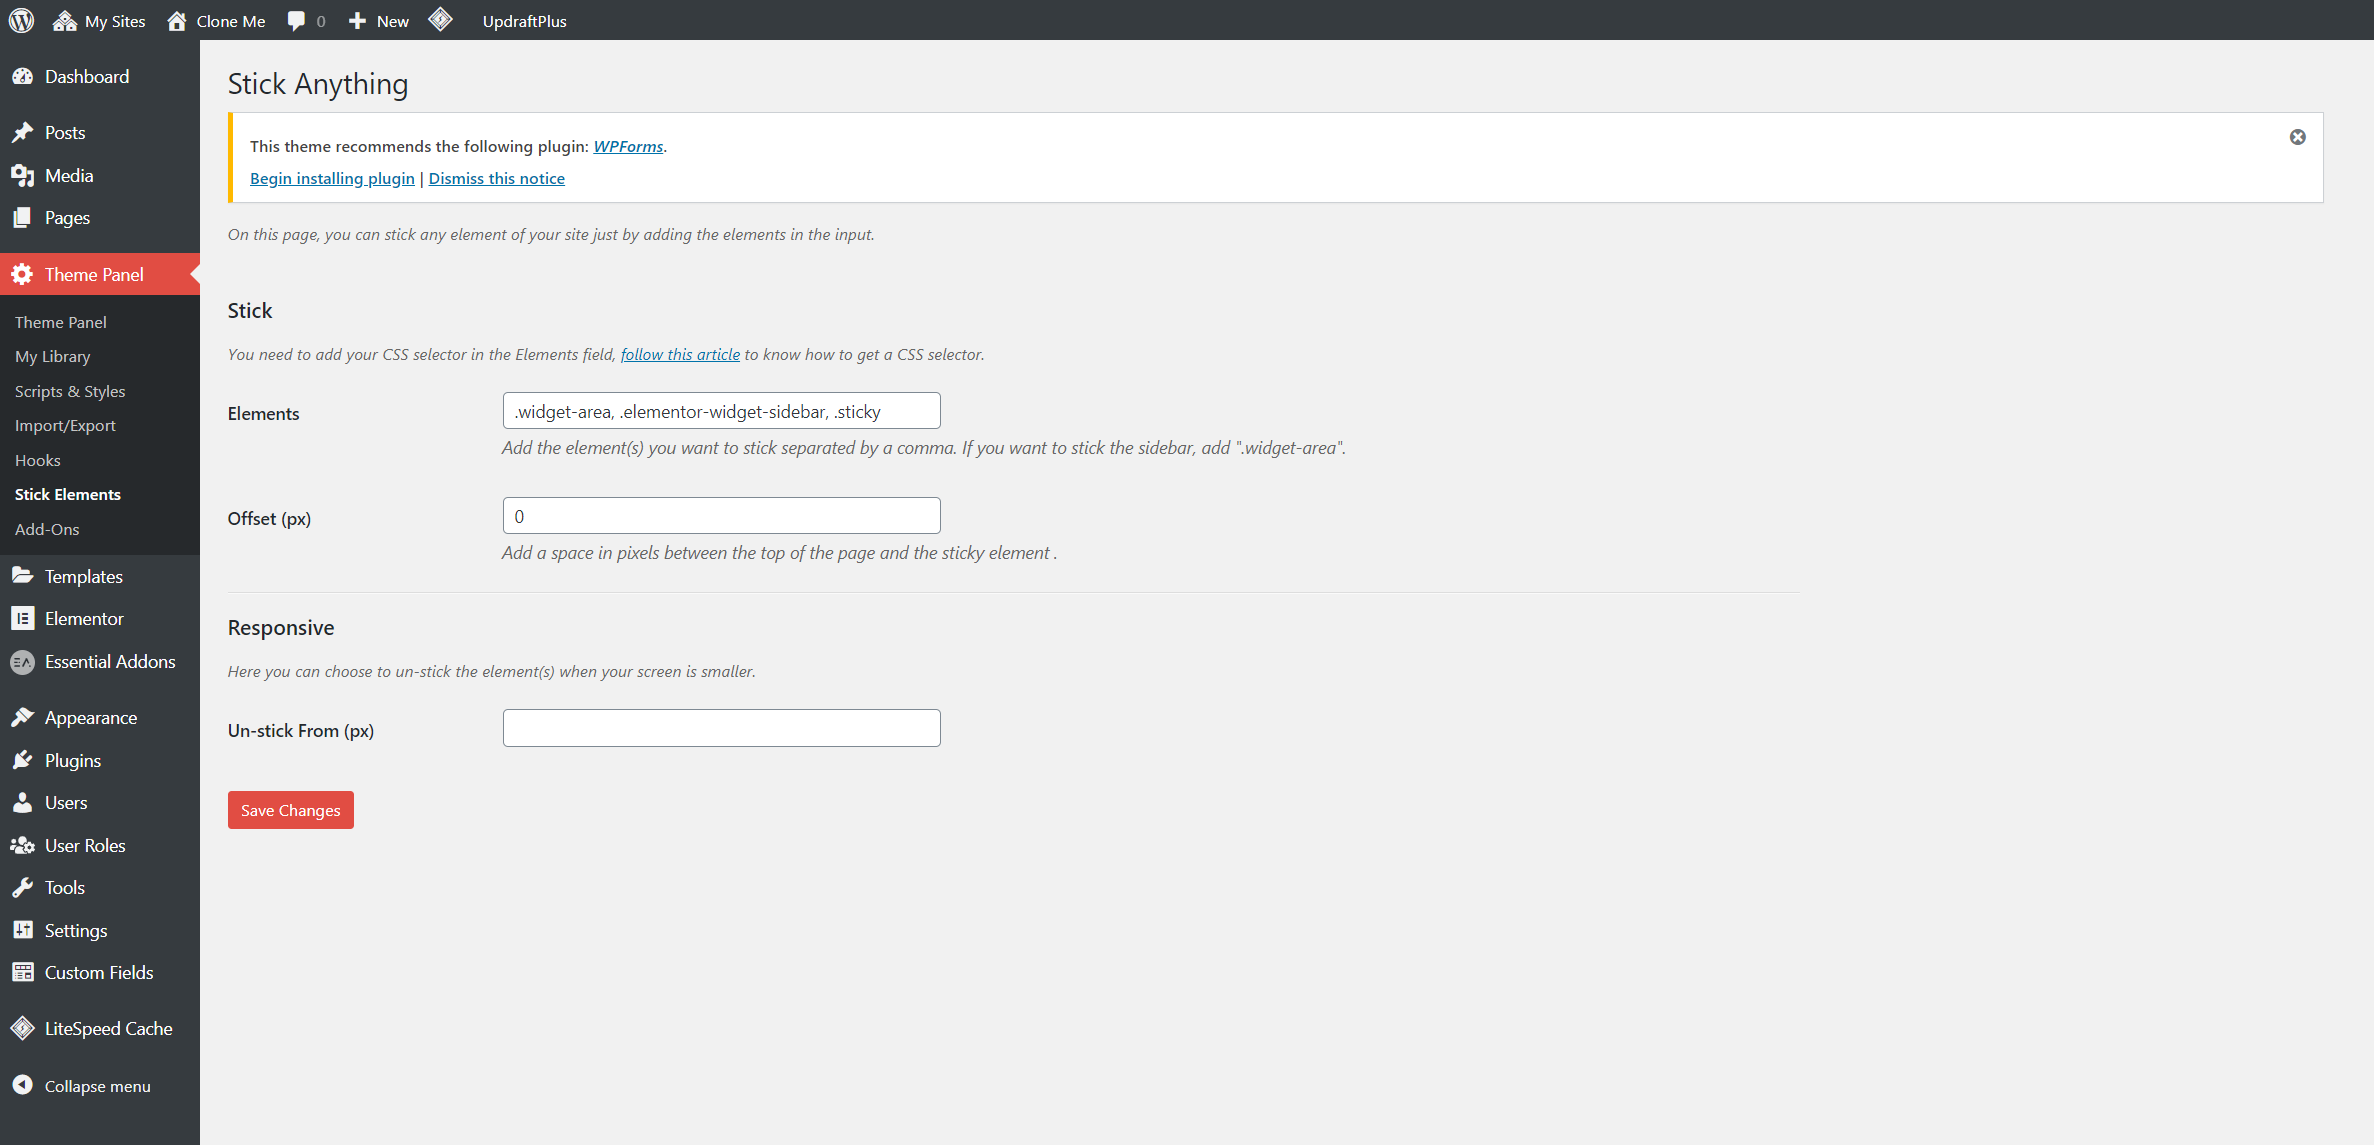 My Sites
Clone Me
0
New
UpdraftPlus
Dashboard
Posts
Media
Pages
Theme Panel
Theme Panel
My Library
Scripts & Styles
Import/Export
Hooks
Stick Elements
Add-Ons
Templates
Elementor
Essential Addons
Appearance
Plugins
Users
User Roles
Tools
Settings
Custom Fields
LiteSpeed Cache
Collapse menu
Stick Anything
This theme recommends the following plugin: WPForms.
Begin installing plugin | Dismiss this notice
On this page, you can stick any element of your site just by adding the elements in the input.
Stick
You need to add your CSS selector in the Elements field, follow this article to know how to get a CSS selector.
Elements
.widget-area, .elementor-widget-sidebar, .sticky
Add the element(s) you want to stick separated by a comma. If you want to stick the sidebar, add ".widget-area".
Offset (px)
0
Add a space in pixels between the top of the page and the sticky element .
Responsive
Here you can choose to un-stick the element(s) when your screen is smaller.
Un-stick From (px)
Save Changes